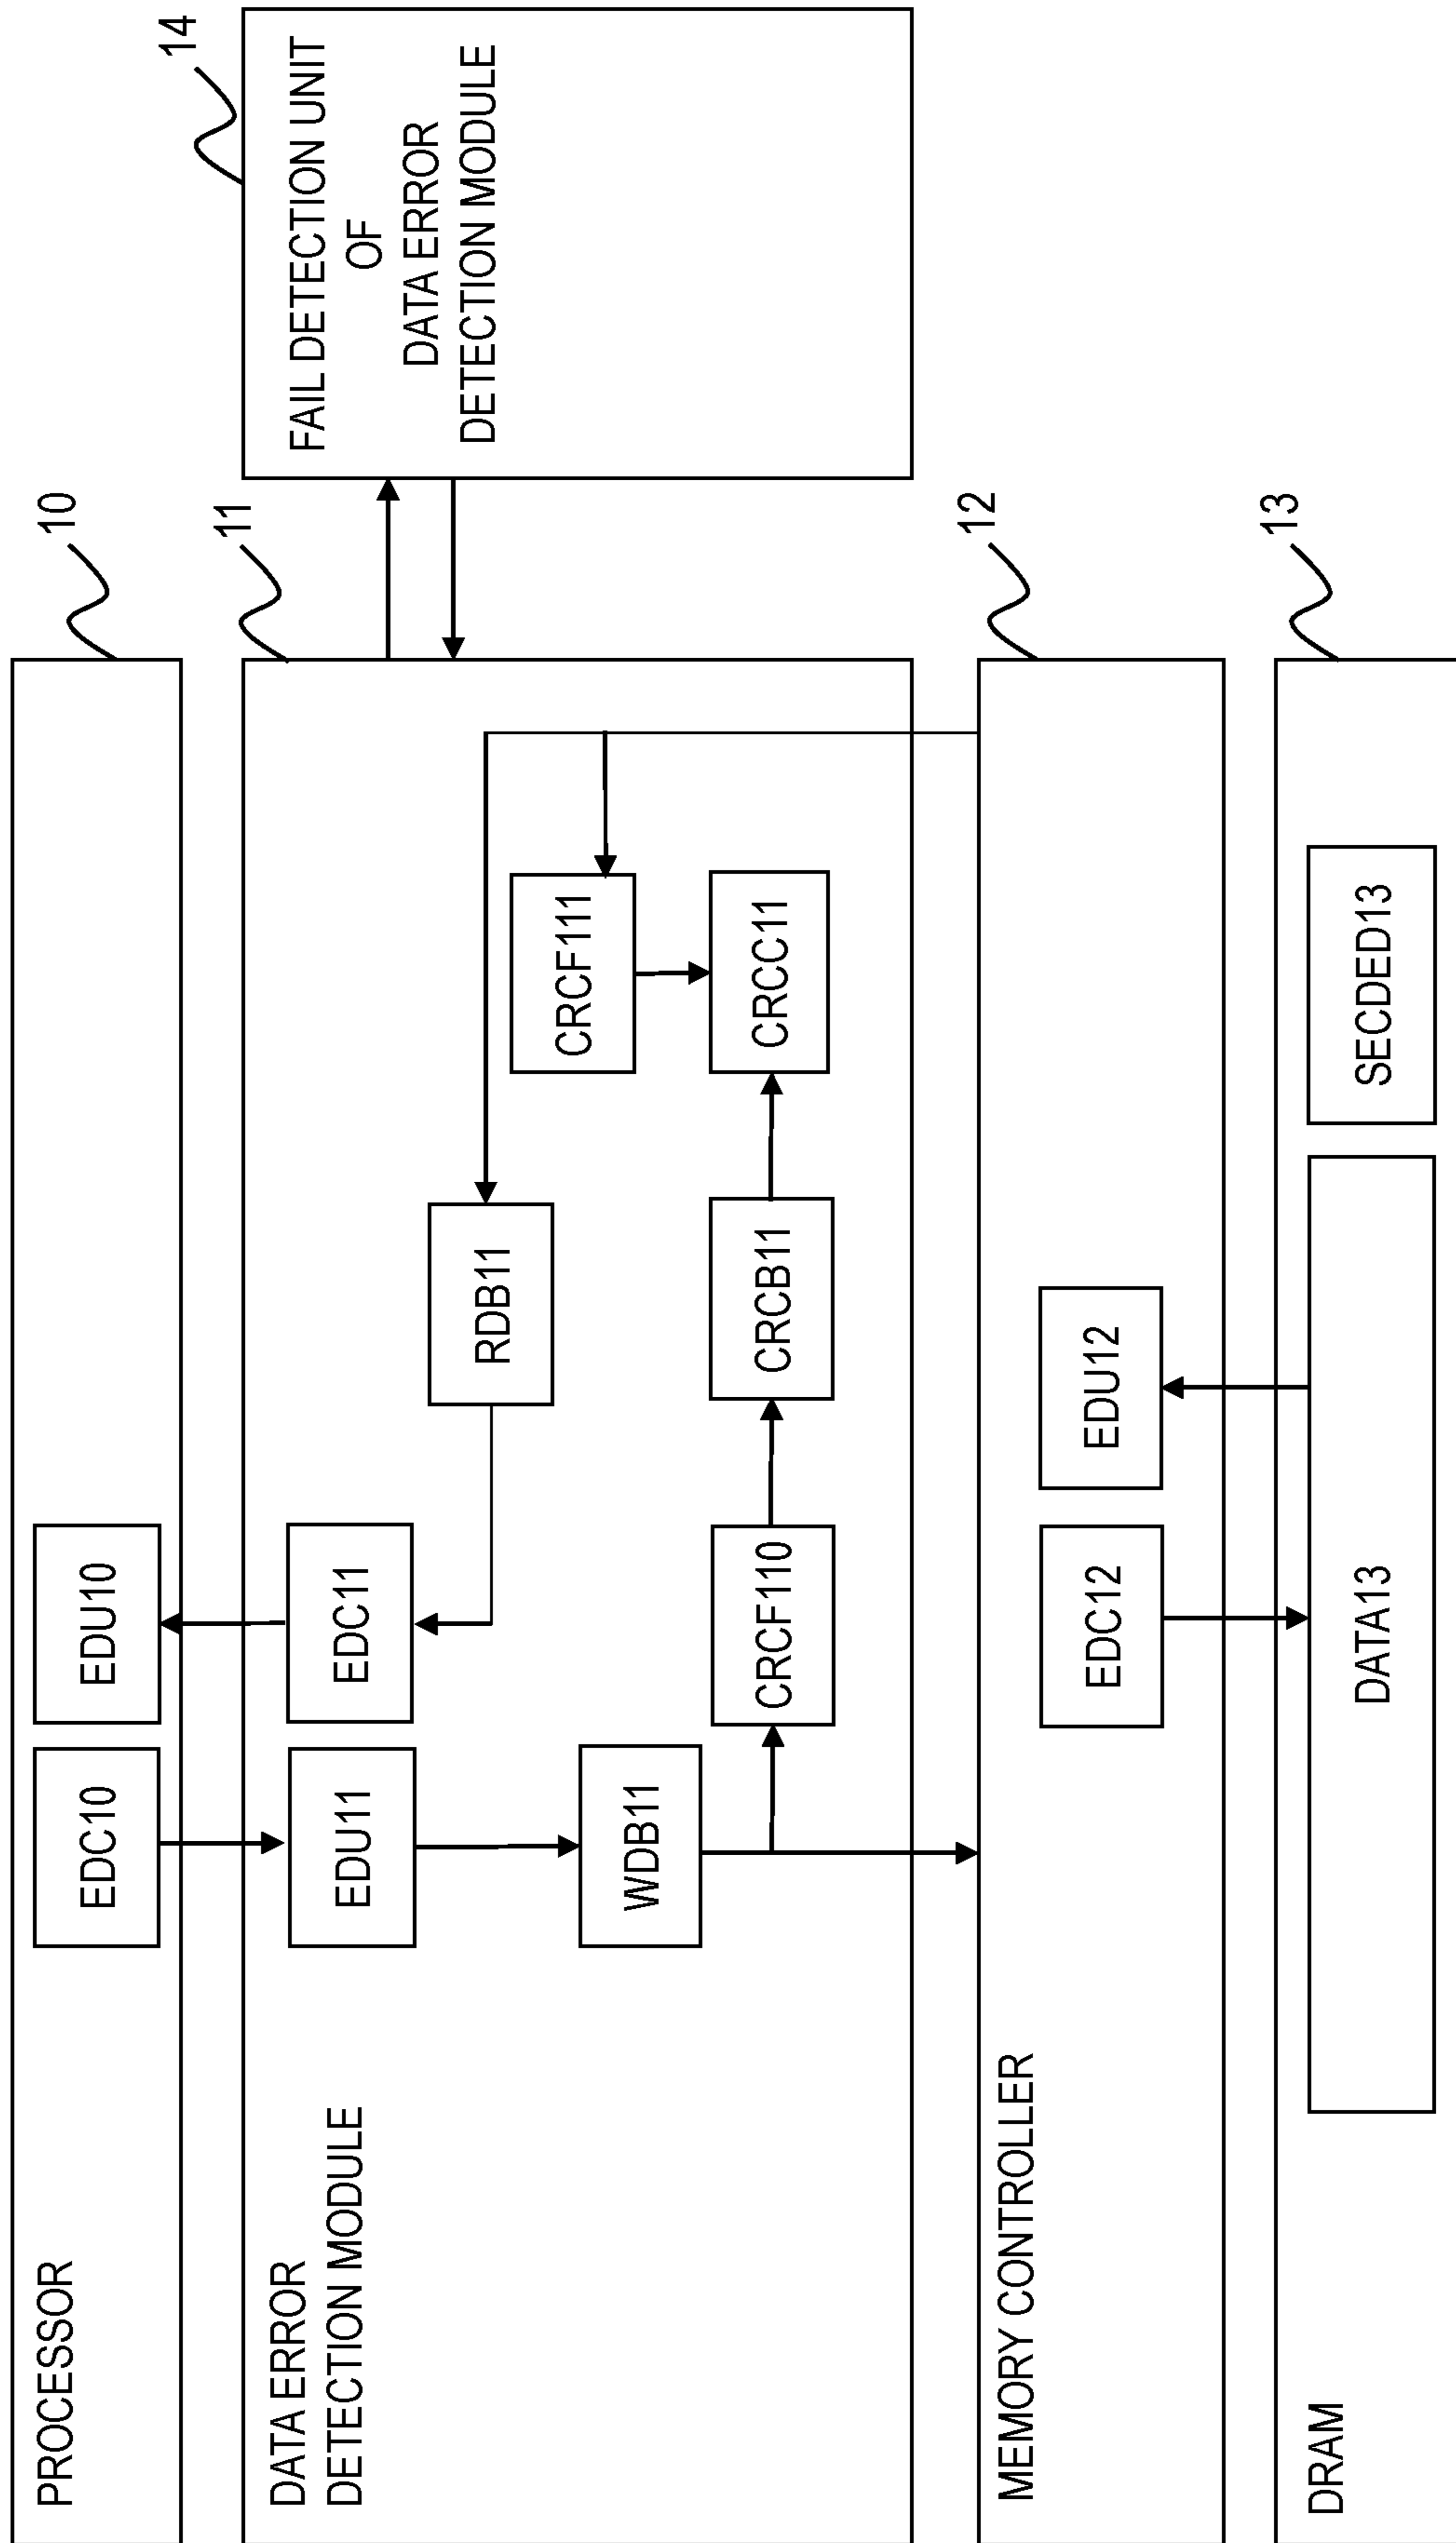 PROCESSOR
EDC10
EDU10
10
DATA ERROR
DETECTION MODULE
11
EDU11
EDC11
RDB11
WDB11
CRCF111
CRCF110
CRCB11
CRCC11
14
FAIL DETECTION UNIT
OF
DATA ERROR
DETECTION MODULE
MEMORY CONTROLLER
12
EDC12
EDU12
DRAM
13
DATA13
SECDED13